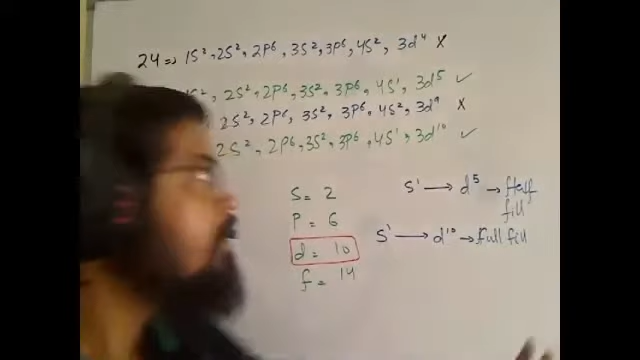 24 => 1S², 2S², 2P⁶, 3S², 3P⁶, 4S², 3d⁴ X
S², 2S², 2P⁶, 3S², 3P⁶, 4S¹, 3d⁵ ✓
2S², 2P⁶, 3S², 3P⁶, 4S², 3d⁹ X
2S², 2P⁶, 3S², 3P⁶, 4S¹, 3d¹⁰ ✓
S = 2
P = 6
d = 10
f = 14
S¹ → d⁵ → Half
fill
S¹ → d¹⁰ → Full fill